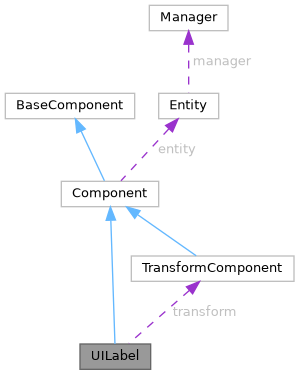 Manager
manager
BaseComponent
Entity
entity
Component
TransformComponent
transform
UILabel